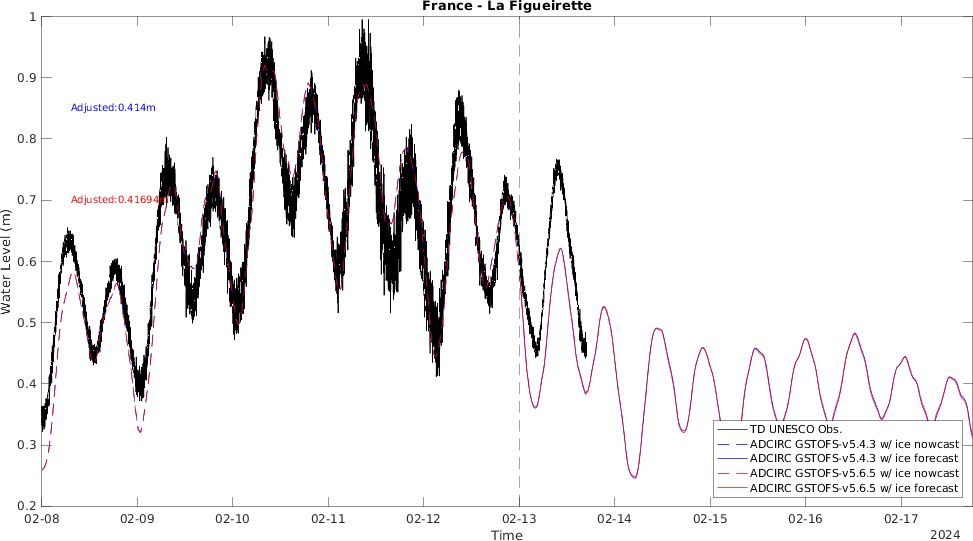 France - La Figueirette
Water Level (m)
1
0.9
0.8
0.7
0.6
0.5
0.4
0.3
0.2
Adjusted:0.414m
Adjusted:0.41694
TD UNESCO Obs.
ADCIRC GSTOFS-v5.4.3 w/ ice nowcast
ADCIRC GSTOFS-v5.4.3 w/ ice forecast
ADCIRC GSTOFS-v5.6.5 w/ ice nowcast
ADCIRC GSTOFS-v5.6.5 w/ ice forecast
02-08 02-09 02-10 02-11 02-12 02-13 02-14 02-15 02-16 02-17
Time
2024